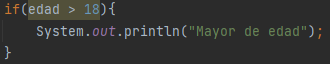 if(edad > 18){
    System.out.println("Mayor de edad");
}